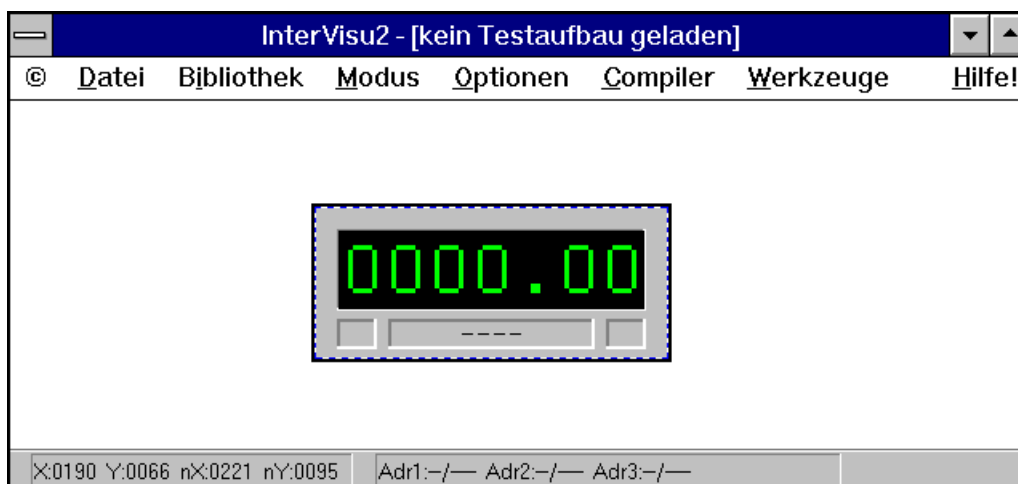 InterVisu2 - [kein Testaufbau geladen]
© Datei Bibliothek Modus Optionen Compiler Werkzeuge Hilfe!
0000.00
----
X:0190 Y:0066 nX:0221 nY:0095 Adr1:–/–– Adr2:–/–– Adr3:–/––